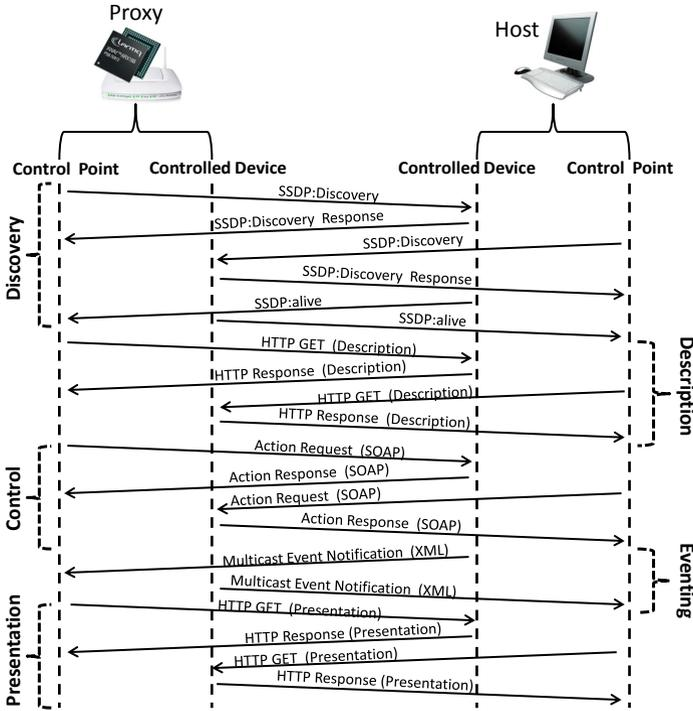 Proxy
Host
Control Point
Controlled Device
Controlled Device
Control Point
Discovery
SSDP:Discovery
SSDP:Discovery Response
SSDP:Discovery
SSDP:Discovery Response
SSDP:alive
SSDP:alive
Description
HTTP GET (Description)
HTTP Response (Description)
HTTP GET (Description)
HTTP Response (Description)
Control
Action Request (SOAP)
Action Response (SOAP)
Action Request (SOAP)
Action Response (SOAP)
Eventing
Multicast Event Notification (XML)
Multicast Event Notification (XML)
Presentation
HTTP GET (Presentation)
HTTP Response (Presentation)
HTTP GET (Presentation)
HTTP Response (Presentation)